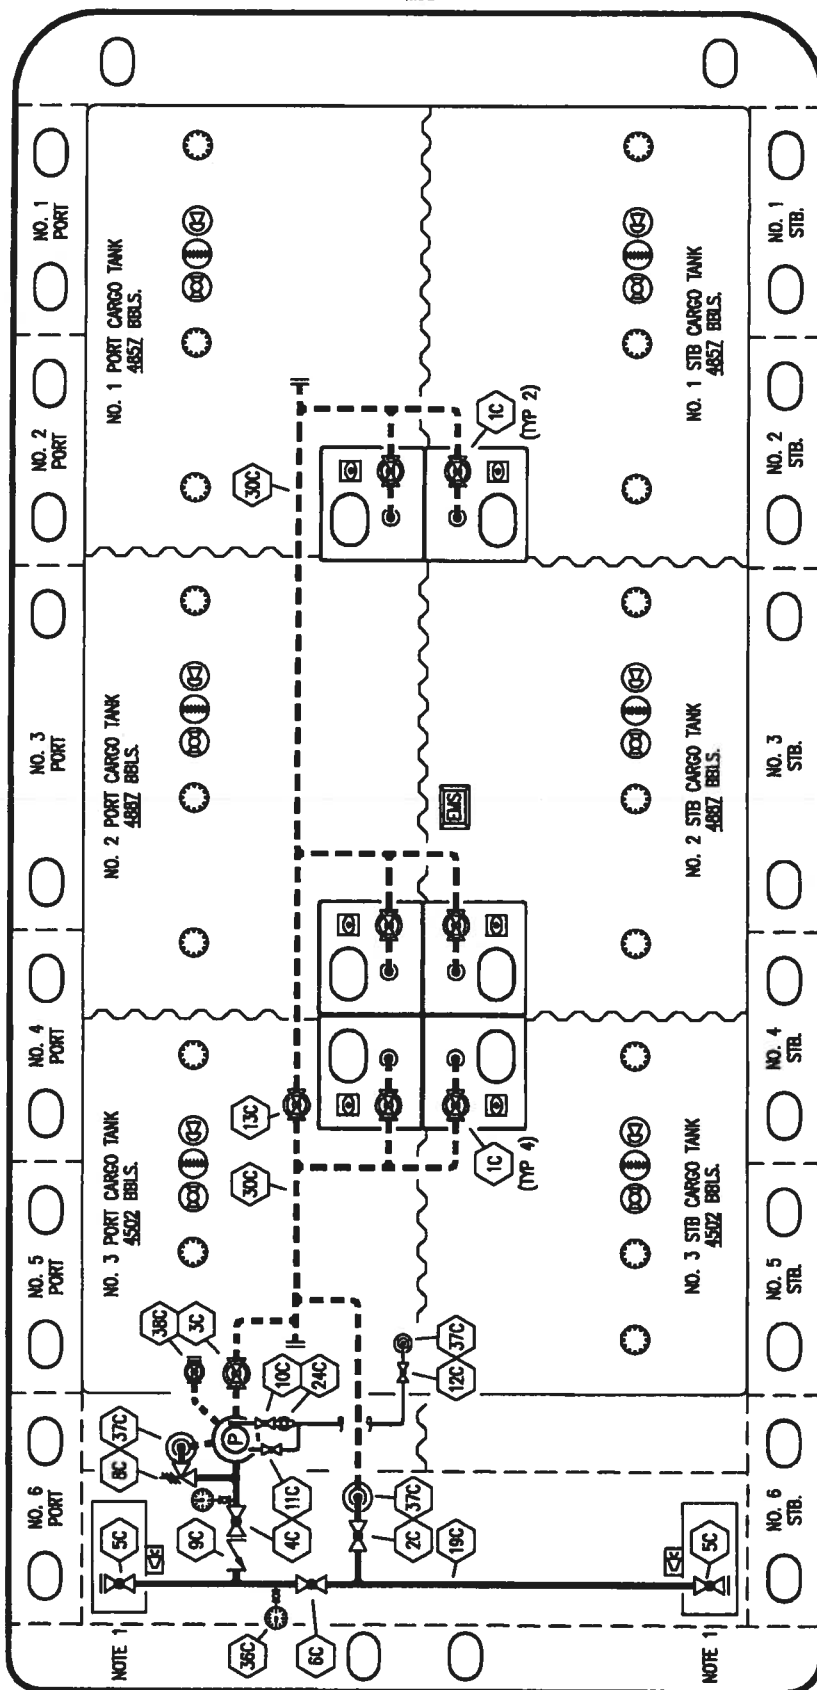 NO. 6
PORT
NO. 5
PORT
NO. 4
PORT
NO. 3
PORT
NO. 2
PORT
NO. 1
PORT
NO. 3 PORT CARGO TANK
4502 BBLS.
NO. 2 PORT CARGO TANK
4887 BBLS.
NO. 1 PORT CARGO TANK
4857 BBLS.
NOTE 1
5C
8C
37C
38C
3C
9C
P
10C
24C
30C
13C
30C
36C
4C
11C
6C
2C
37C
12C
37C
19C
1C
(TYP 4)
EMS
1C
(TYP 2)
NOTE 1
5C
NO. 3 STB CARGO TANK
4502 BBLS.
NO. 2 STB CARGO TANK
4887 BBLS.
NO. 1 STB CARGO TANK
4857 BBLS.
NO. 6
STB.
NO. 5
STB.
NO. 4
STB.
NO. 3
STB.
NO. 2
STB.
NO. 1
STB.